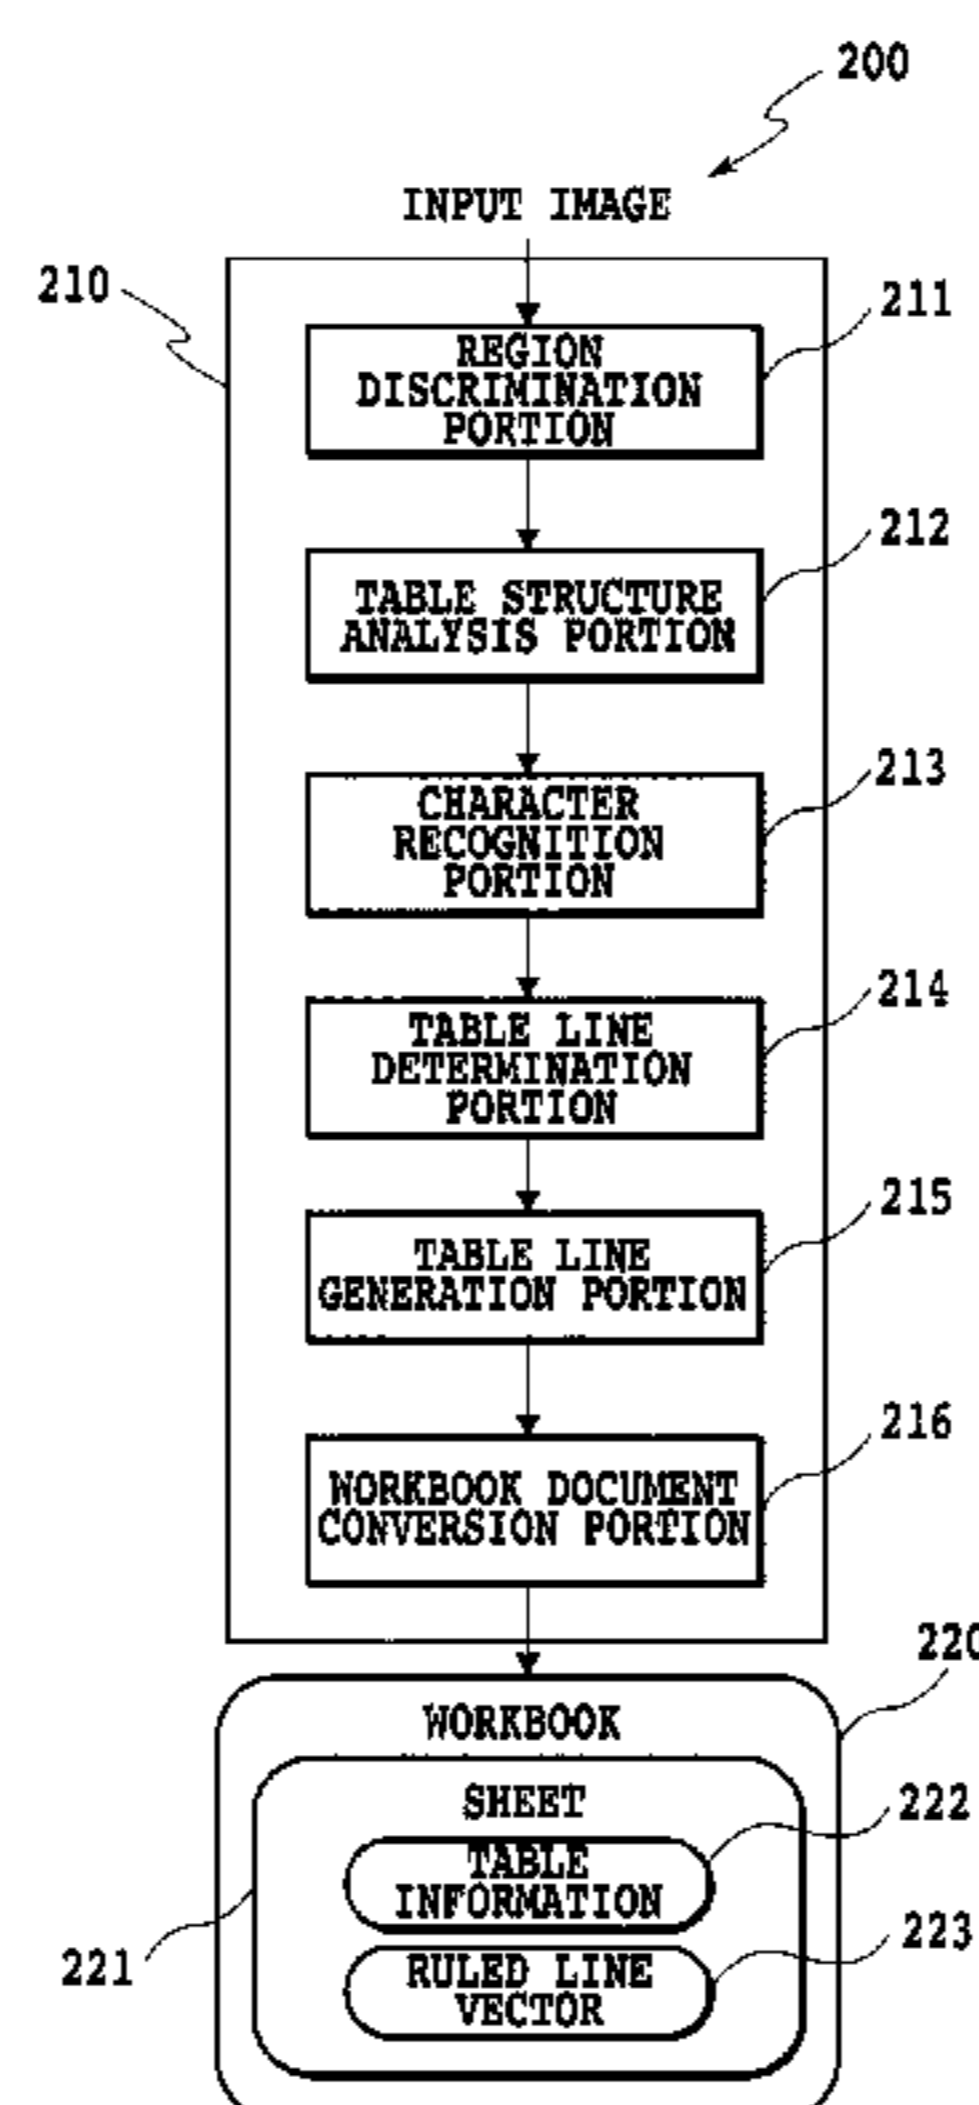 200
INPUT IMAGE
210
211
REGION
DISCRIMINATION
PORTION
212
TABLE STRUCTURE
ANALYSIS PORTION
213
CHARACTER
RECOGNITION
PORTION
214
TABLE LINE
DETERMINATION
PORTION
215
TABLE LINE
GENERATION PORTION
216
WORKBOOK DOCUMENT
CONVERSION PORTION
220
WORKBOOK
SHEET
222
TABLE
INFORMATION
223
221
RULED LINE
VECTOR